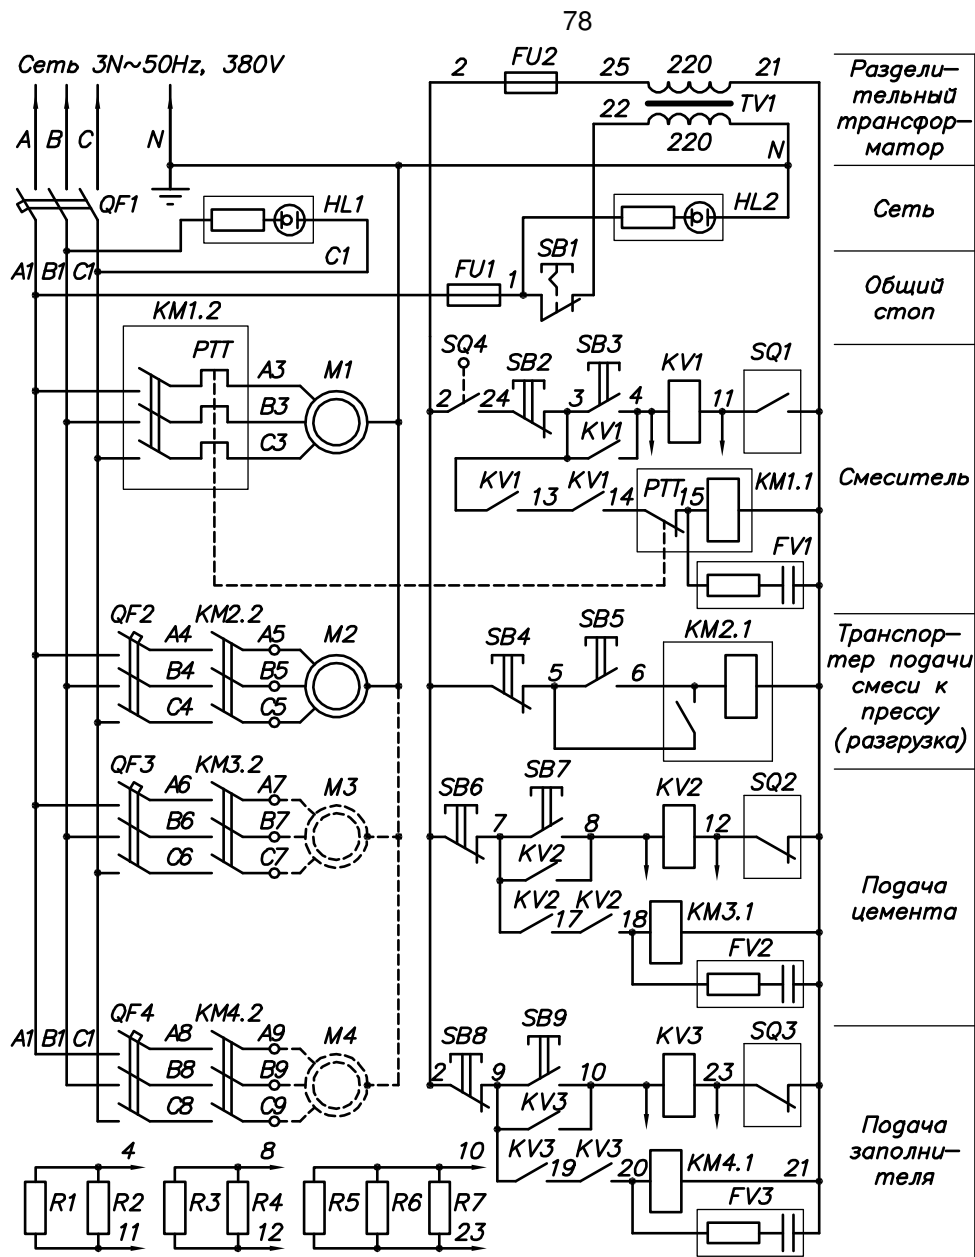 78
Сеть 3N~50Hz, 380V
A B C N
QF1
HL1
C1
A1 B1 C1
KM1.2
PTT
A3 M1
B3
C3
QF2 KM2.2 M2
A4 A5
B4 B5
C4 C5
QF3 KM3.2 M3
A6 A7
B6 B7
C6 C7
QF4 KM4.2 M4
A1 B1 C1
A8 A9
B8 B9
C8 C9
4 8 10
R1 R2 R3 R4 R5 R6 R7
11 12 23
2 FU2 25 220 21
22 TV1
220 N
HL2
SB1
FU1 1
SQ4 SB2 SB3 KV1 SQ1
2 24 3 4 11
KV1
KV1 13 KV1 14 PTT 15 KM1.1
FV1
SB4 SB5 KM2.1
5 6
SB6 SB7 KV2 SQ2
7 8 12
KV2
KV2 17 KV2 18 KM3.1
FV2
SB8 SB9 KV3 SQ3
2 9 10 23
KV3
KV3 19 KV3 20 KM4.1 21
FV3
Раздели–
тельный
трансфор–
матор
Сеть
Общий
стоп
Смеситель
Транспор–
тер подачи
смеси к
прессу
(разгрузка)
Подача
цемента
Подача
заполни–
теля